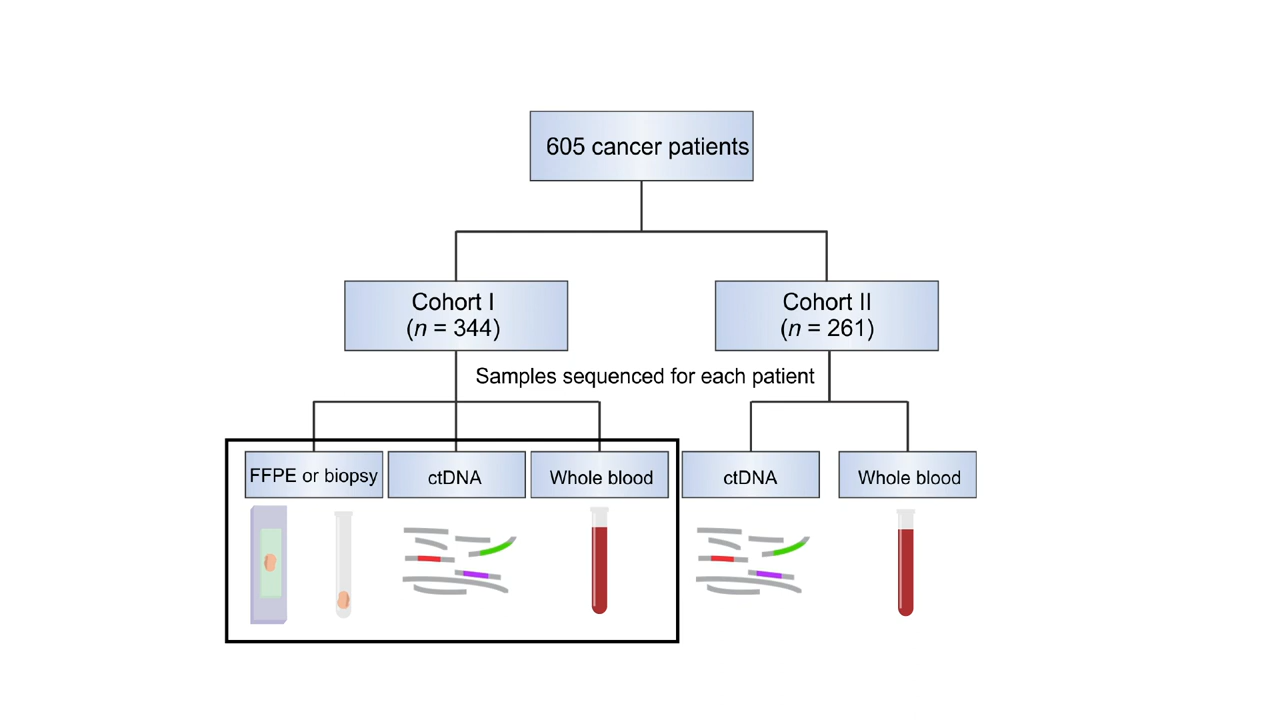 605 cancer patients
Cohort I
(n = 344)
Cohort II
(n = 261)
Samples sequenced for each patient
FFPE or biopsy
ctDNA
Whole blood
ctDNA
Whole blood